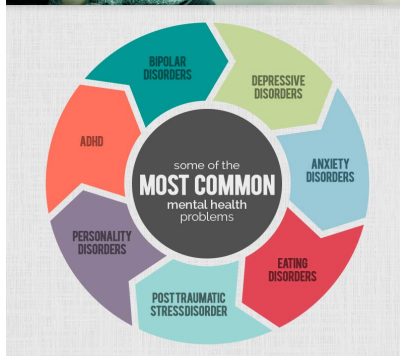 some of the
MOST COMMON
mental health
problems
BIPOLAR
DISORDERS
DEPRESSIVE
DISORDERS
ANXIETY
DISORDERS
EATING
DISORDERS
POST TRAUMATIC
STRESS DISORDER
PERSONALITY
DISORDERS
ADHD